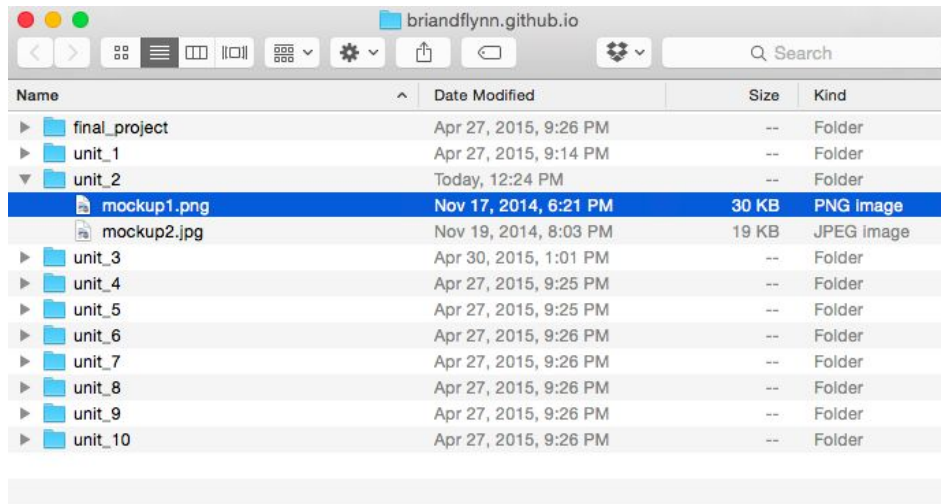 briandflynn.github.io
Search
Name Date Modified Size Kind
final_project Apr 27, 2015, 9:26 PM -- Folder
unit_1 Apr 27, 2015, 9:14 PM -- Folder
unit_2 Today, 12:24 PM -- Folder
mockup1.png Nov 17, 2014, 6:21 PM 30 KB PNG image
mockup2.jpg Nov 19, 2014, 8:03 PM 19 KB JPEG image
unit_3 Apr 30, 2015, 1:01 PM -- Folder
unit_4 Apr 27, 2015, 9:25 PM -- Folder
unit_5 Apr 27, 2015, 9:25 PM -- Folder
unit_6 Apr 27, 2015, 9:26 PM -- Folder
unit_7 Apr 27, 2015, 9:26 PM -- Folder
unit_8 Apr 27, 2015, 9:26 PM -- Folder
unit_9 Apr 27, 2015, 9:26 PM -- Folder
unit_10 Apr 27, 2015, 9:26 PM -- Folder